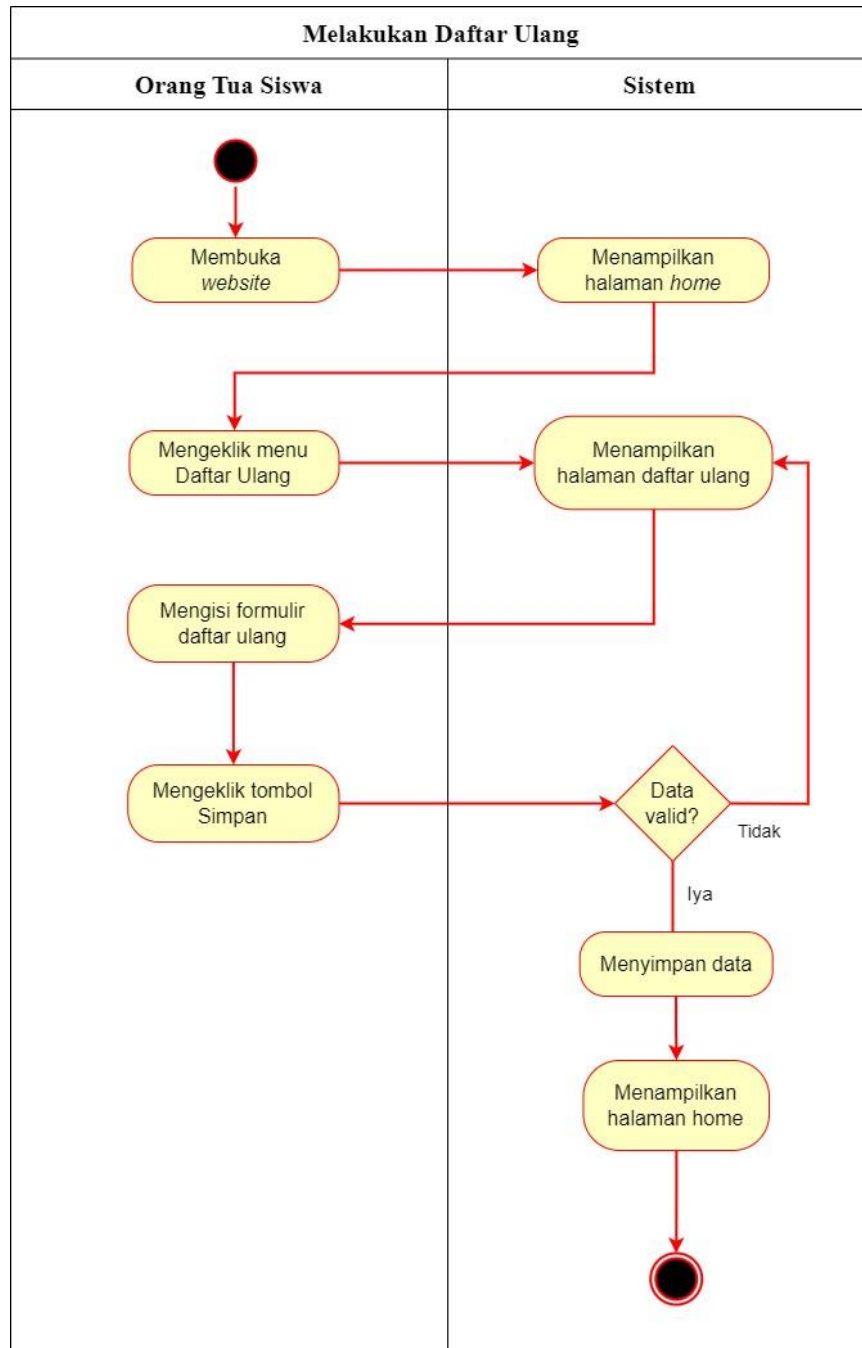 Melakukan Daftar Ulang
Orang Tua Siswa
Sistem
Membuka
website
Menampilkan
halaman home
Mengeklik menu
Daftar Ulang
Menampilkan
halaman daftar ulang
Mengisi formulir
daftar ulang
Mengeklik tombol
Simpan
Data
valid?
Tidak
Iya
Menyimpan data
Menampilkan
halaman home